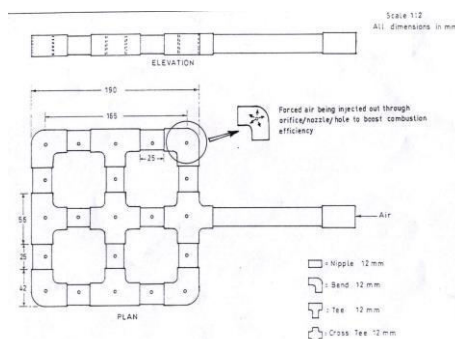 Scale 1:2
All dimensions in mm
ELEVATION
190
165
Forced air being injected out through
orifice/nozzle/hole to boost combustion
efficiency
25
55
Air
25
42
PLAN
= Nipple 12 mm
= Bend 12 mm
= Tee 12 mm
= Cross Tee 12 mm